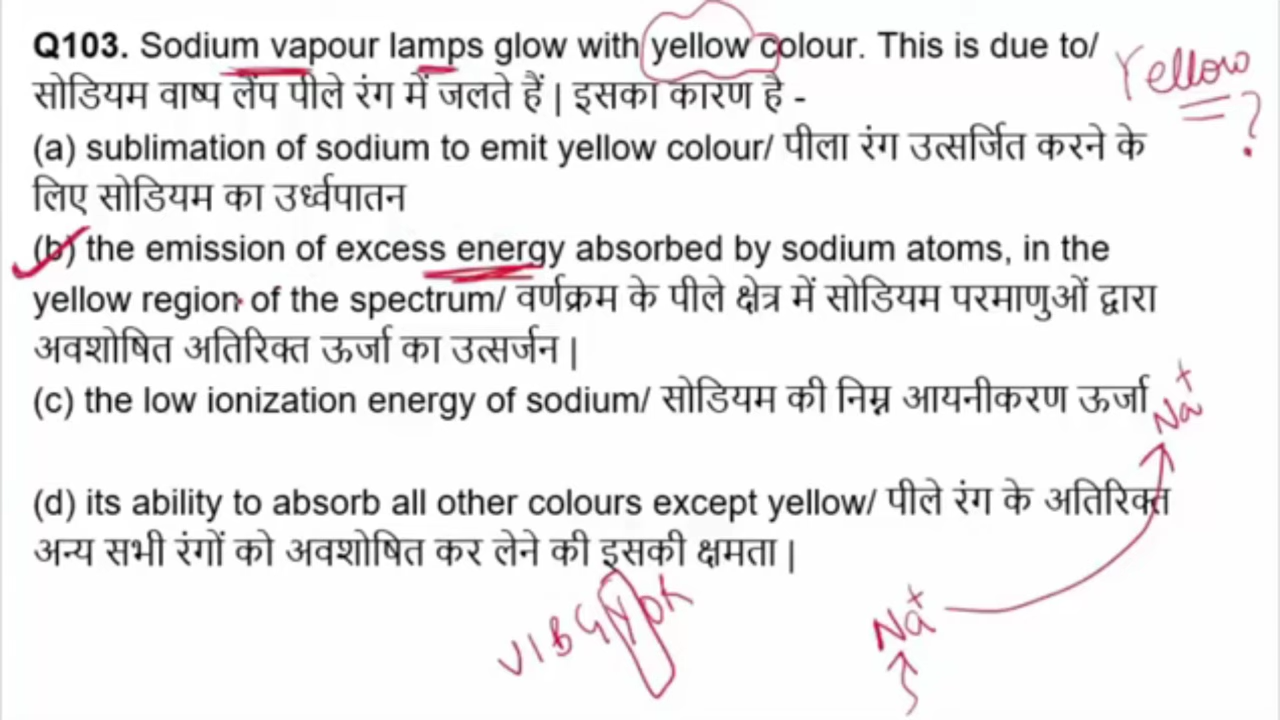 Q103. Sodium vapour lamps glow with yellow colour. This is due to/
सोडियम वाष्प लेंप पीले रंग में जलते हैं | इसका कारण है -
(a) sublimation of sodium to emit yellow colour/ पीला रंग उत्सर्जित करने के
लिए सोडियम का उर्ध्वपातन
(b) the emission of excess energy absorbed by sodium atoms, in the
yellow region of the spectrum/ वर्णक्रम के पीले क्षेत्र में सोडियम परमाणुओं द्वारा
अवशोषित अतिरिक्त ऊर्जा का उत्सर्जन |
(c) the low ionization energy of sodium/ सोडियम की निम्न आयनीकरण ऊर्जा
(d) its ability to absorb all other colours except yellow/ पीले रंग के अतिरिक्त
अन्य सभी रंगों को अवशोषित कर लेने की इसकी क्षमता |
Yellow
?
Na+
VIBGYOR
Na+